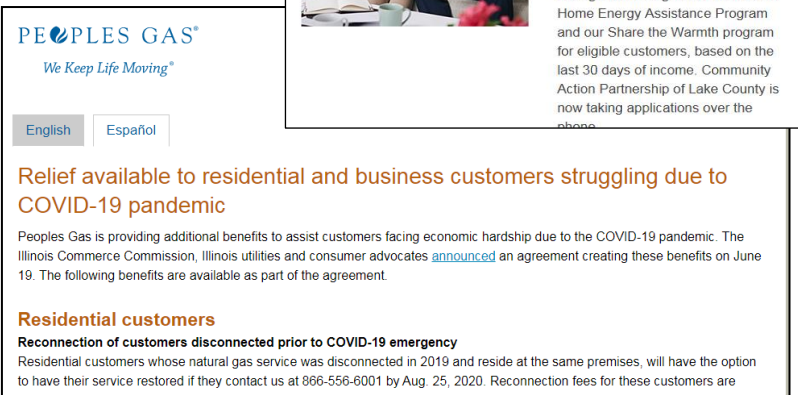 Home Energy Assistance Program
and our Share the Warmth program
for eligible customers, based on the
last 30 days of income. Community
Action Partnership of Lake County is
now taking applications over the
phone
PEOPLES GAS®
We Keep Life Moving®
English
Español
Relief available to residential and business customers struggling due to
COVID-19 pandemic
Peoples Gas is providing additional benefits to assist customers facing economic hardship due to the COVID-19 pandemic. The
Illinois Commerce Commission, Illinois utilities and consumer advocates announced an agreement creating these benefits on June
19. The following benefits are available as part of the agreement.
Residential customers
Reconnection of customers disconnected prior to COVID-19 emergency
Residential customers whose natural gas service was disconnected in 2019 and reside at the same premises, will have the option
to have their service restored if they contact us at 866-556-6001 by Aug. 25, 2020. Reconnection fees for these customers are